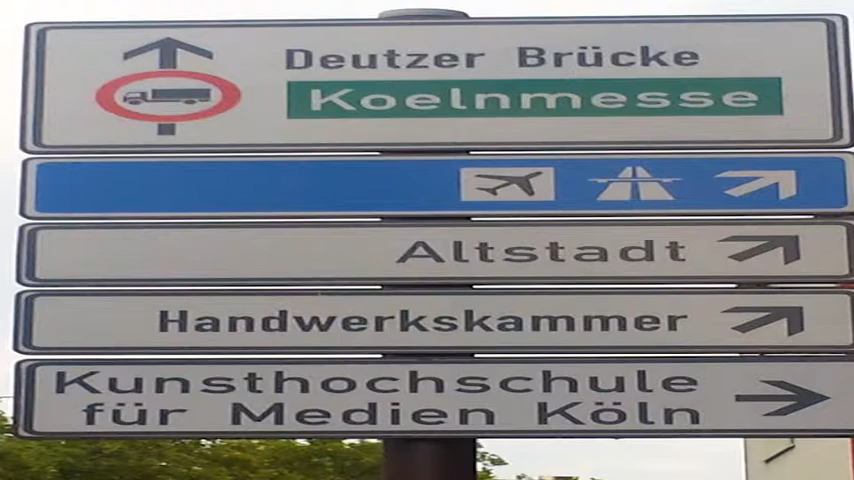 Deutzer Brücke
Koelnmesse
Altstadt
Handwerkskammer
Kunsthochschule
für Medien Köln